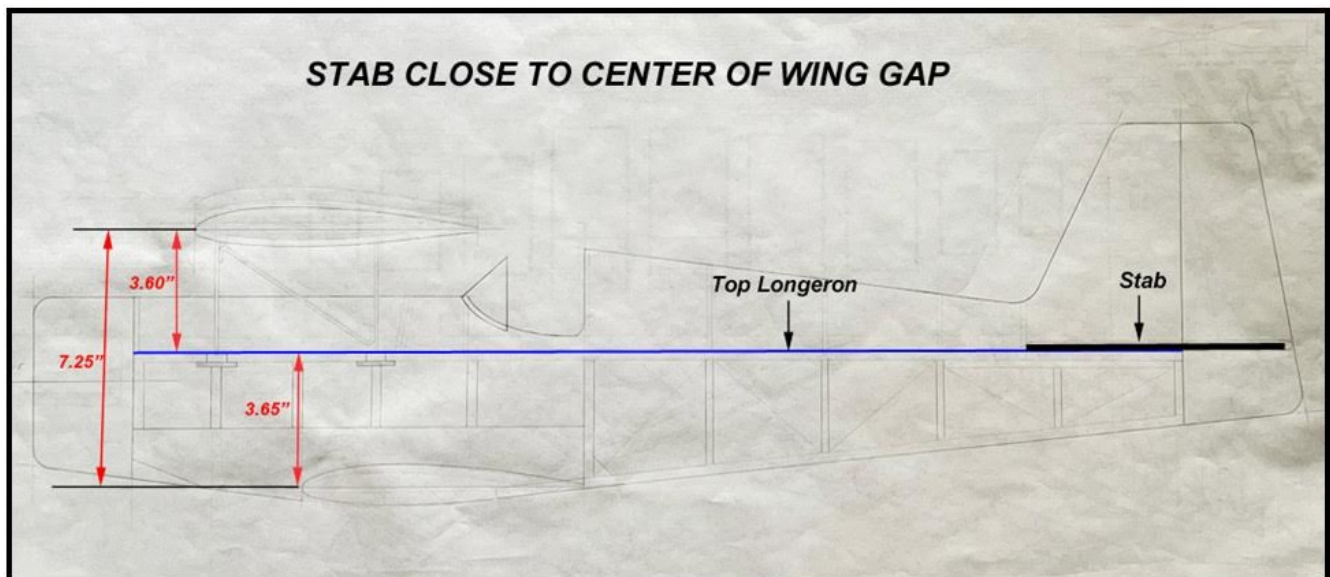 STAB CLOSE TO CENTER OF WING GAP
3.60”
Top Longeron
Stab
7.25”
3.65”